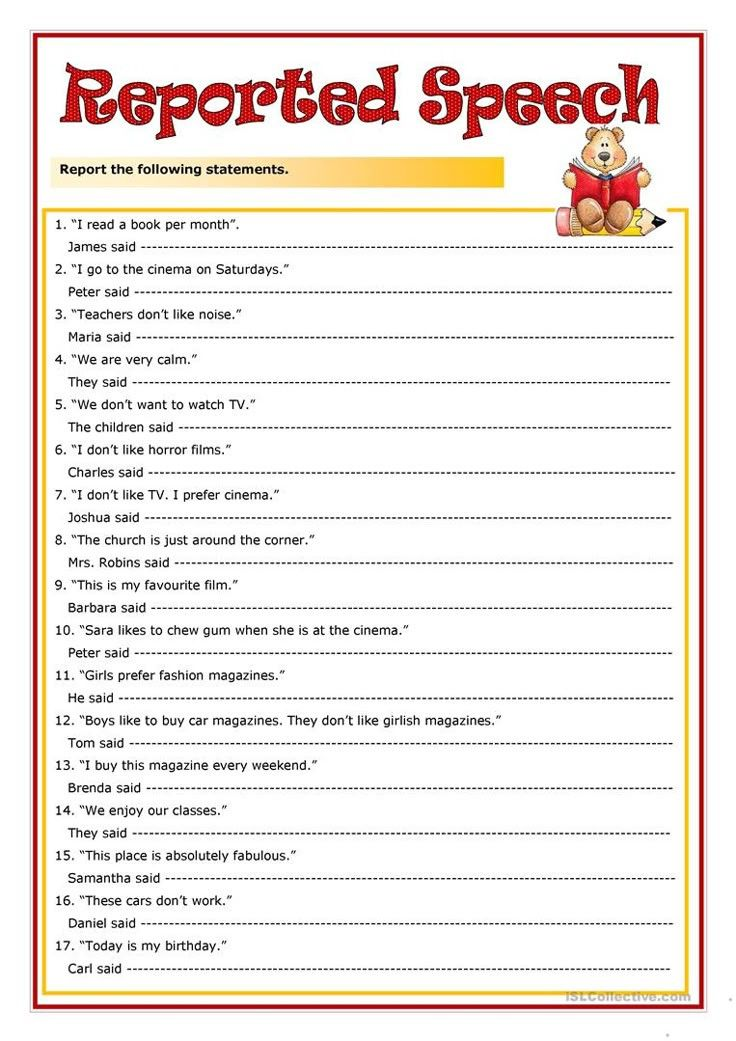 Reported Speech
Report the following statements.
1. “I read a book per month”.
James said ----------------------------------------------------------------
2. “I go to the cinema on Saturdays.”
Peter said ----------------------------------------------------------------
3. “Teachers don’t like noise.”
Maria said ----------------------------------------------------------------
4. “We are very calm.”
They said ----------------------------------------------------------------
5. “We don’t want to watch TV.”
The children said ----------------------------------------------------------------
6. “I don’t like horror films.”
Charles said ----------------------------------------------------------------
7. “I don’t like TV. I prefer cinema.”
Joshua said ----------------------------------------------------------------
8. “The church is just around the corner.”
Mrs. Robins said ----------------------------------------------------------------
9. “This is my favourite film.”
Barbara said ----------------------------------------------------------------
10. “Sara likes to chew gum when she is at the cinema.”
Peter said ----------------------------------------------------------------
11. “Girls prefer fashion magazines.”
He said ----------------------------------------------------------------
12. “Boys like to buy car magazines. They don’t like girlish magazines.”
Tom said ----------------------------------------------------------------
13. “I buy this magazine every weekend.”
Brenda said ----------------------------------------------------------------
14. “We enjoy our classes.”
They said ----------------------------------------------------------------
15. “This place is absolutely fabulous.”
Samantha said ----------------------------------------------------------------
16. “These cars don’t work.”
Daniel said ----------------------------------------------------------------
17. “Today is my birthday.”
Carl said ----------------------------------------------------------------
iSLCollective.com